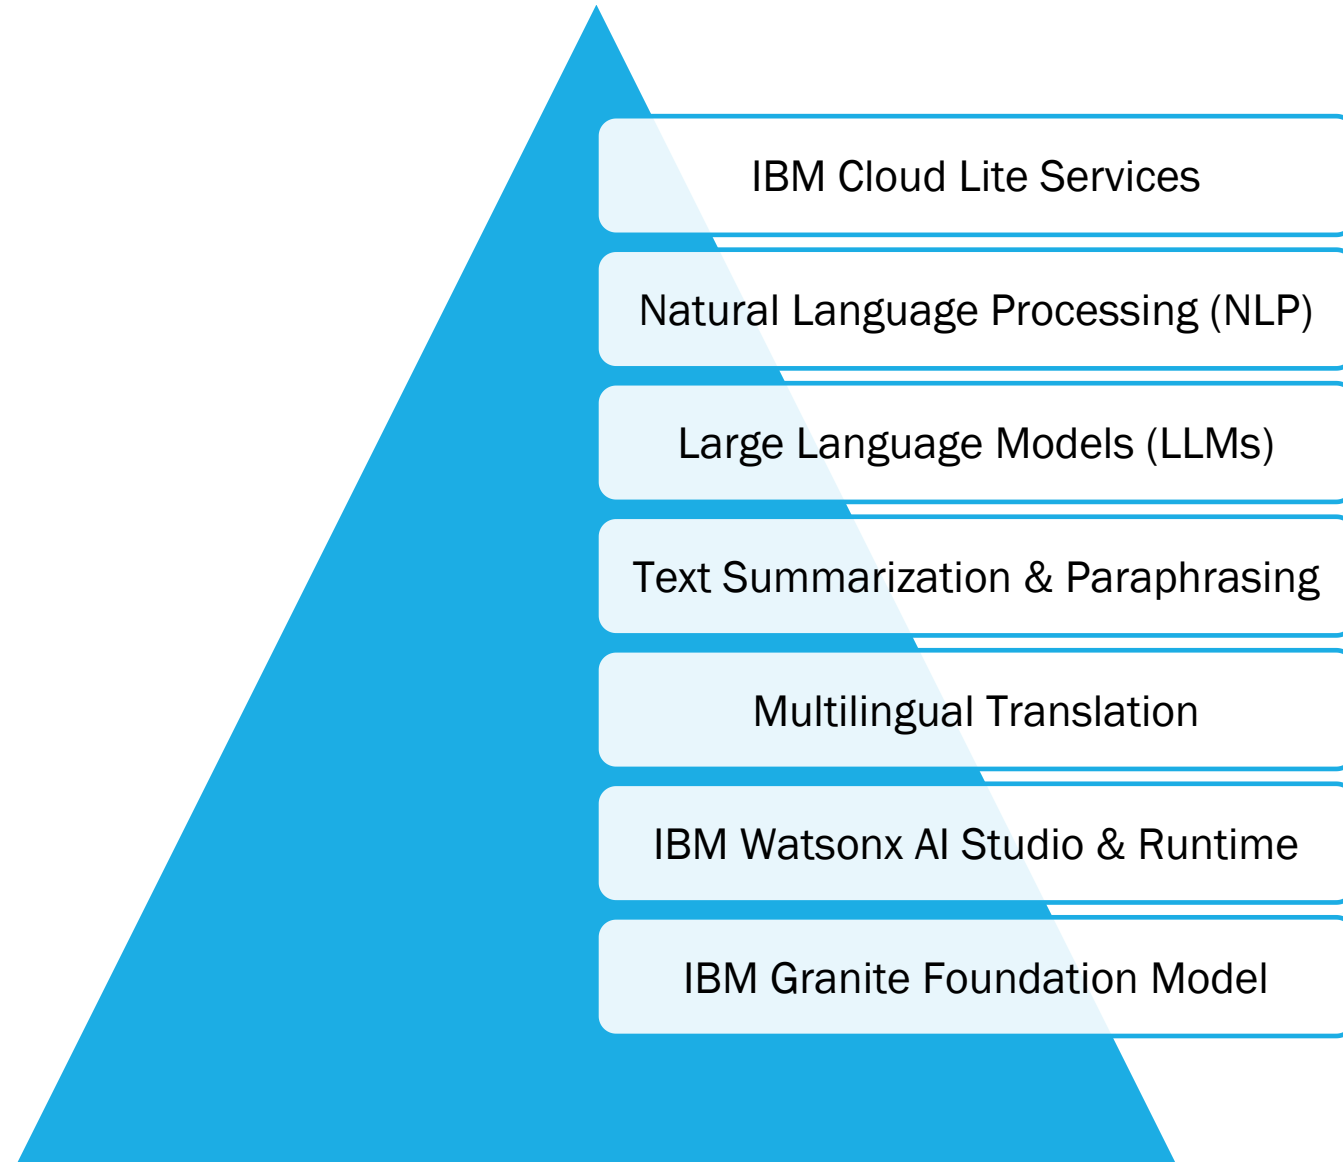 IBM Cloud Lite Services
Natural Language Processing (NLP)
Large Language Models (LLMs)
Text Summarization & Paraphrasing
Multilingual Translation
IBM Watsonx AI Studio & Runtime
IBM Granite Foundation Model